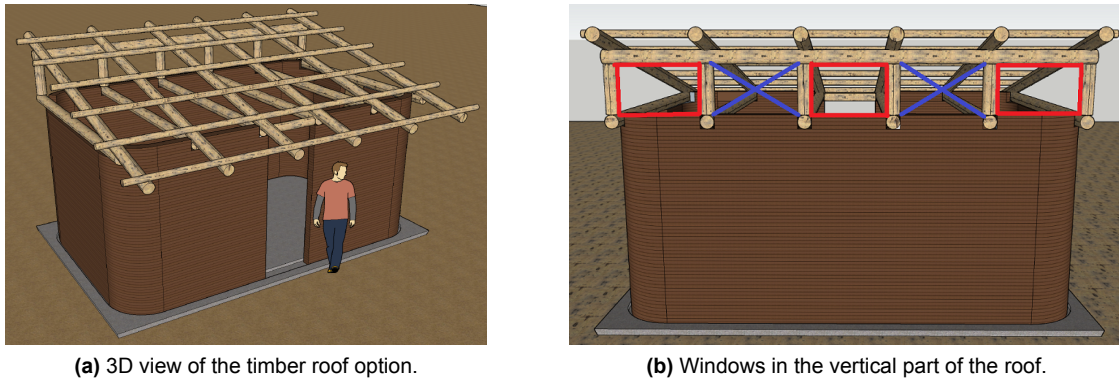 (a) 3D view of the timber roof option.
(b) Windows in the vertical part of the roof.